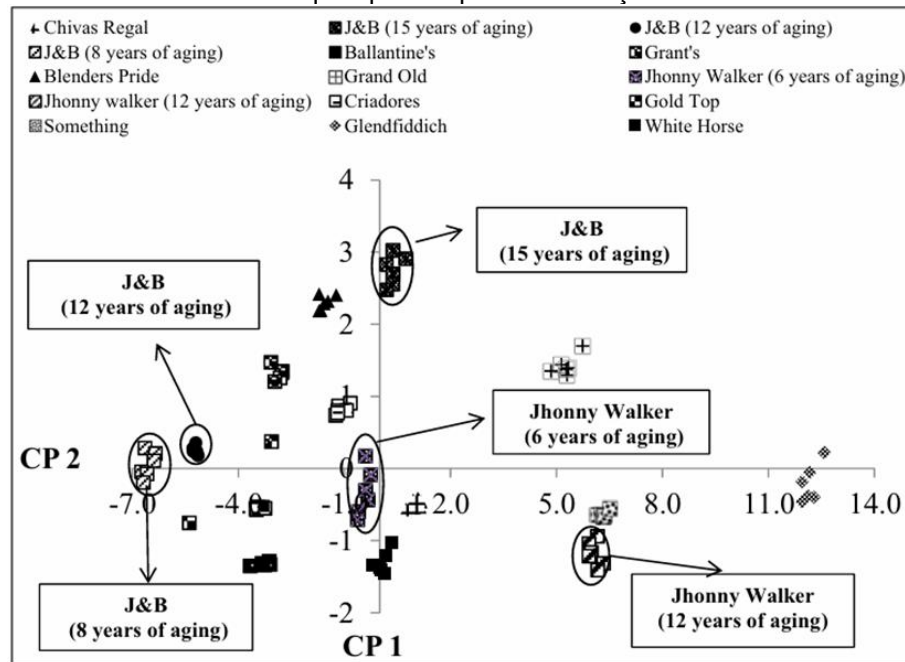 Chivas Regal
J&B (15 years of aging)
J&B (12 years of aging)
J&B (8 years of aging)
Ballantine's
Grant's
Blenders Pride
Grand Old
Jhonny Walker (6 years of aging)
Jhonny walker (12 years of aging)
Criadores
Gold Top
Something
Glendfiddich
White Horse
4
J&B
(15 years of aging)
3
J&B
(12 years of aging)
2
1
Jhonny Walker
(6 years of aging)
CP 2
0
-7.0
-4.0
-1.0
2.0
5.0
8.0
11.0
14.0
-1
J&B
(8 years of aging)
Jhonny Walker
(12 years of aging)
-2
CP 1